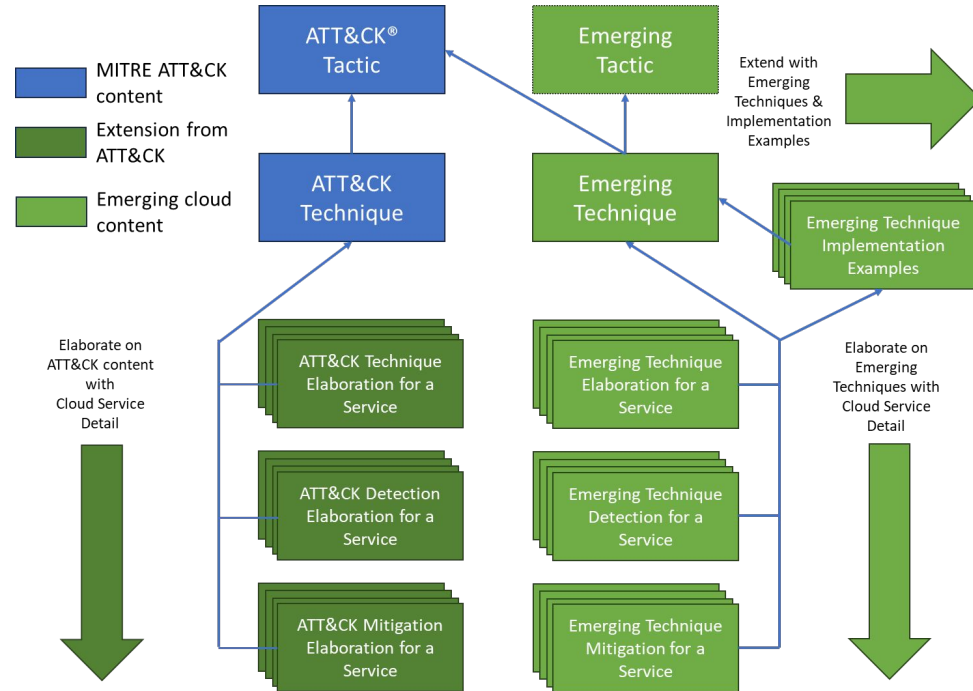 ATT&CK®
Tactic
Emerging
Tactic
MITRE ATT&CK
content
Extension from
ATT&CK
Emerging cloud
content
Extend with
Emerging
Techniques &
Implementation
Examples
ATT&CK
Technique
Emerging
Technique
Emerging Technique
Implementation
Examples
Elaborate on
ATT&CK content
with
Cloud Service
Detail
ATT&CK Technique
Elaboration for a
Service
Emerging Technique
Elaboration for a
Service
Elaborate on
Emerging
Techniques with
Cloud Service
Detail
ATT&CK Detection
Elaboration for a
Service
Emerging Technique
Detection for a
Service
ATT&CK Mitigation
Elaboration for a
Service
Emerging Technique
Mitigation for a
Service